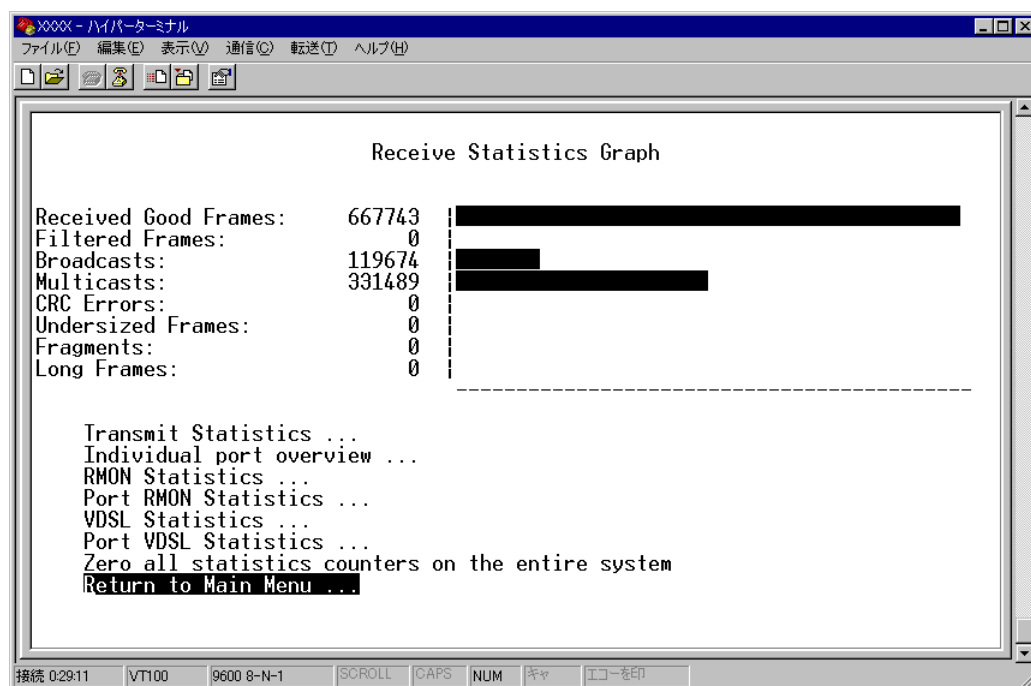 XXXX - ハイパーターミナル
ファイル(F) 編集(E) 表示(V) 通信(C) 転送(T) ヘルプ(H)
Receive Statistics Graph
Received Good Frames: 667743
Filtered Frames: 0
Broadcasts: 119674
Multicasts: 331489
CRC Errors: 0
Undersized Frames: 0
Fragments: 0
Long Frames: 0
Transmit Statistics ...
Individual port overview ...
RMON Statistics ...
Port RMON Statistics ...
VDSL Statistics ...
Port VDSL Statistics ...
Zero all statistics counters on the entire system
Return to Main Menu ...
接続 0:29:11 VT100 9600 8-N-1 SCROLL CAPS NUM キャ エコーを印